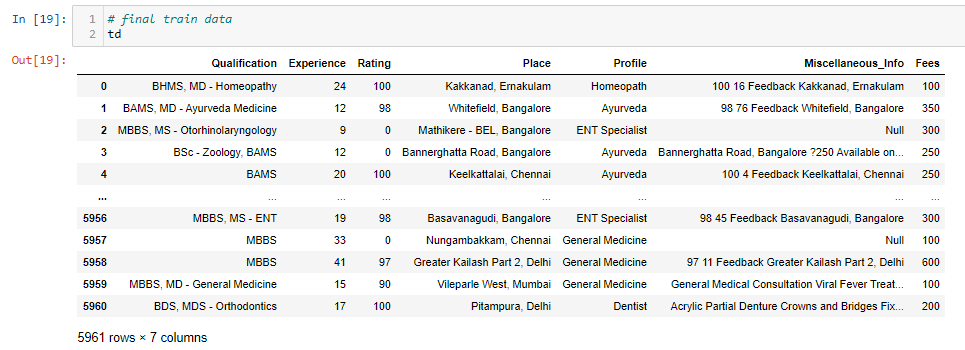 In [19]: 1 # final train data
2 td
Out[19]:
Qualification Experience Rating Place Profile Miscellaneous_Info Fees
0 BHMS, MD - Homeopathy 24 100 Kakkanad, Ernakulam Homeopath 100 16 Feedback Kakkanad, Ernakulam 100
1 BAMS, MD - Ayurveda Medicine 12 98 Whitefield, Bangalore Ayurveda 98 76 Feedback Whitefield, Bangalore 350
2 MBBS, MS - Otorhinolaryngology 9 0 Mathikere - BEL, Bangalore ENT Specialist Null 300
3 BSc - Zoology, BAMS 12 0 Bannerghatta Road, Bangalore Ayurveda Bannerghatta Road, Bangalore ?250 Available on... 250
4 BAMS 20 100 Keelkattalai, Chennai Ayurveda 100 4 Feedback Keelkattalai, Chennai 250
... ... ... ... ... ... ... ...
5956 MBBS, MS - ENT 19 98 Basavanagudi, Bangalore ENT Specialist 98 45 Feedback Basavanagudi, Bangalore 300
5957 MBBS 33 0 Nungambakkam, Chennai General Medicine Null 100
5958 MBBS 41 97 Greater Kailash Part 2, Delhi General Medicine 97 11 Feedback Greater Kailash Part 2, Delhi 600
5959 MBBS, MD - General Medicine 15 90 Vileparle West, Mumbai General Medicine General Medical Consultation Viral Fever Treat... 100
5960 BDS, MDS - Orthodontics 17 100 Pitampura, Delhi Dentist Acrylic Partial Denture Crowns and Bridges Fix... 200
5961 rows × 7 columns